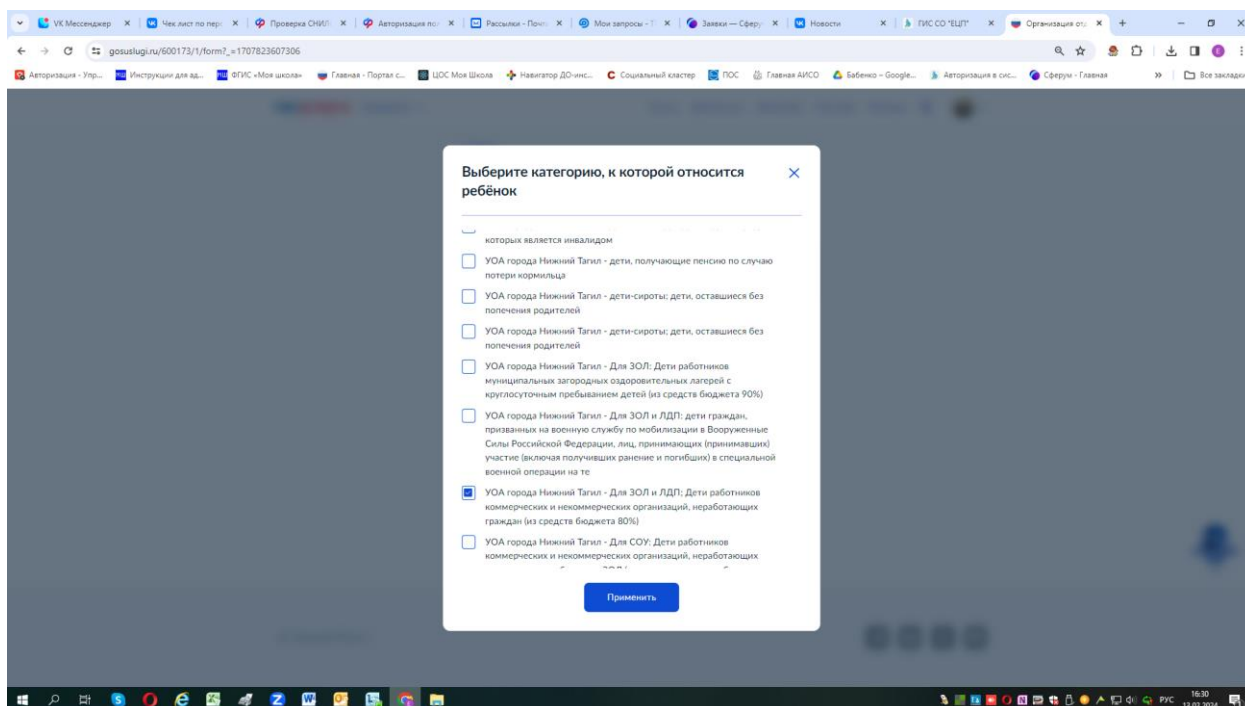 VK Мессенджер
Чек лист по пер
Проверка СНИЛ
Авторизация по
Рассылки - Почт
Мои запросы - Т
Заявки — Сферу
Новости
ГИС СО "ЕЦП"
Организация от
gosuslugi.ru/600173/1/form?_=1707823607306
Авторизация - Упр...
Инструкции для ад...
ФГИС «Моя школа»
Главная - Портал с...
ЦОС Моя Школа
Навигатор ДО-инс...
Социальный кластер
ПОС
Главная АИСО
Бабенко – Google...
Авторизация в сис...
Сферум - Главная
Все закладки
Выберите категорию, к которой относится
ребёнок
которых является инвалидом
УОА города Нижний Тагил - дети, получающие пенсию по случаю
потери кормильца
УОА города Нижний Тагил - дети-сироты; дети, оставшиеся без
попечения родителей
УОА города Нижний Тагил - дети-сироты; дети, оставшиеся без
попечения родителей
УОА города Нижний Тагил - Для ЗОЛ: Дети работников
муниципальных загородных оздоровительных лагерей с
круглосуточным пребыванием детей (из средств бюджета 90%)
УОА города Нижний Тагил - Для ЗОЛ и ЛДП: дети граждан,
призванных на военную службу по мобилизации в Вооруженные
Силы Российской Федерации, лиц, принимающих (принимавших)
участие (включая получивших ранение и погибших) в специальной
военной операции на те
УОА города Нижний Тагил - Для ЗОЛ и ЛДП; Дети работников
коммерческих и некоммерческих организаций, неработающих
граждан (из средств бюджета 80%)
УОА города Нижний Тагил - Для СОУ: Дети работников
коммерческих и некоммерческих организаций, неработающих
Применить
РУС
16:30
13.02.2024